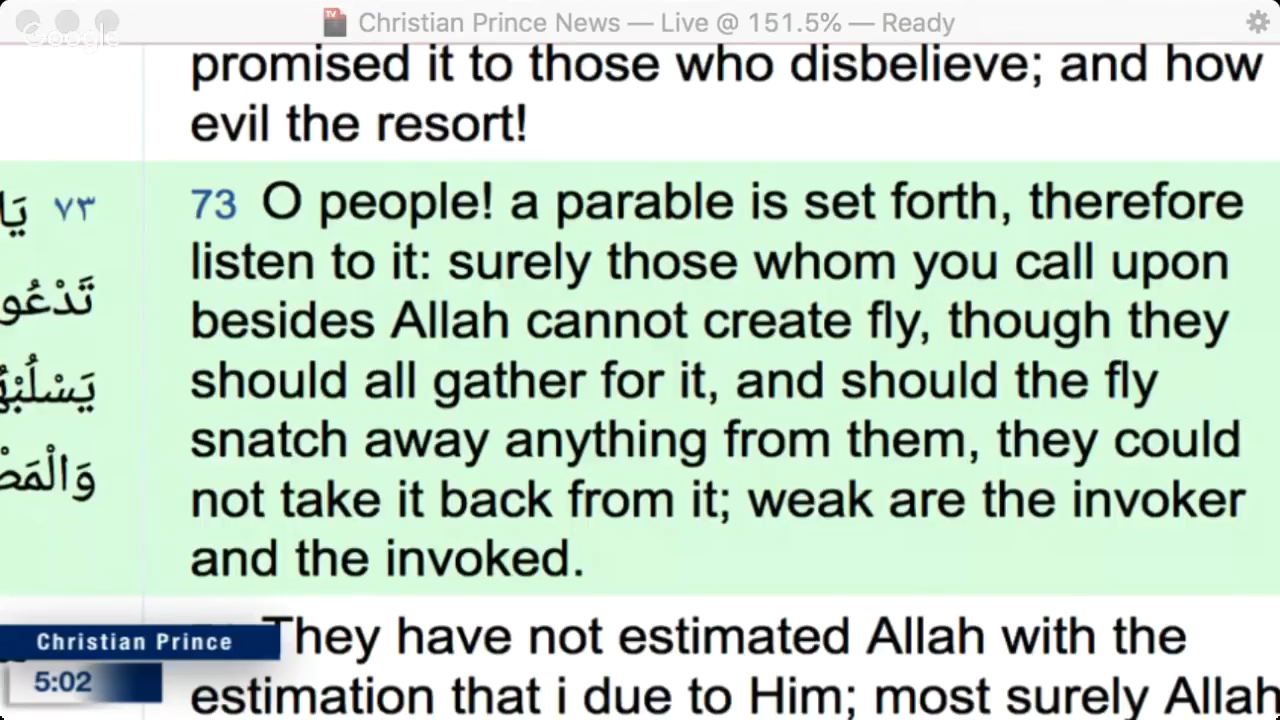 Christian Prince News — Live @ 151.5% — Ready
Google
promised it to those who disbelieve; and how
evil the resort!
73 O people! a parable is set forth, therefore
listen to it: surely those whom you call upon
besides Allah cannot create fly, though they
should all gather for it, and should the fly
snatch away anything from them, they could
not take it back from it; weak are the invoker
and the invoked.
They have not estimated Allah with the
estimation that i due to Him; most surely Allah
٧٣ يَا
تَدْعُو
Christian Prince
5:02